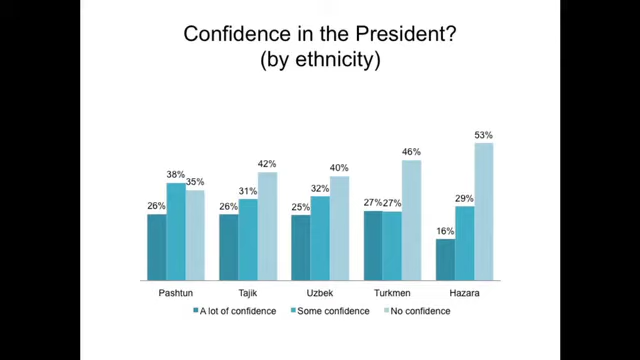 Confidence in the President?
(by ethnicity)
26% 38% 35% 26% 31% 42% 25% 32% 40% 27% 27% 46% 16% 29% 53%
Pashtun Tajik Uzbek Turkmen Hazara
A lot of confidence Some confidence No confidence